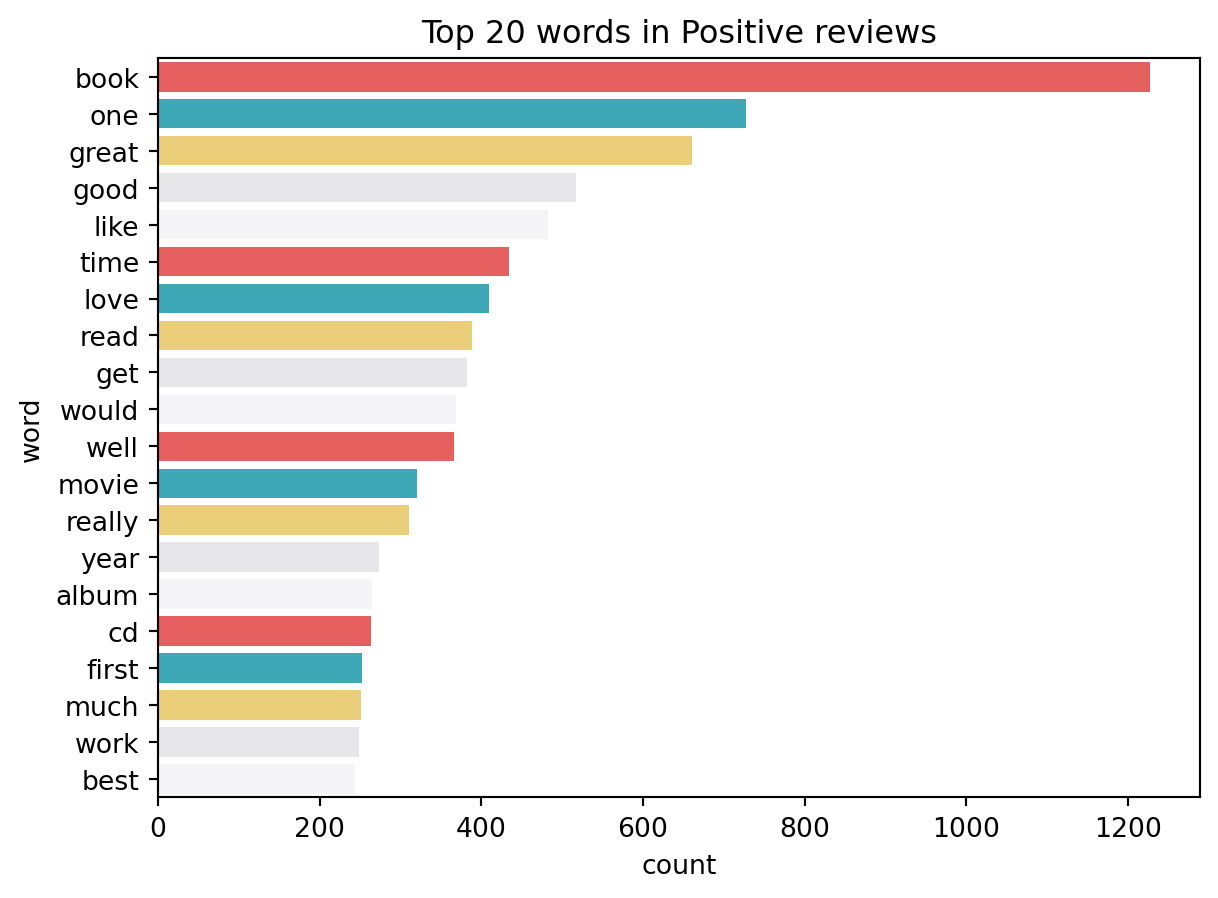 Top 20 words in Positive reviews
book
one
great
good
like
time
love
read
get
would
well
movie
really
year
album
cd
first
much
work
best
word
0 200 400 600 800 1000 1200
count